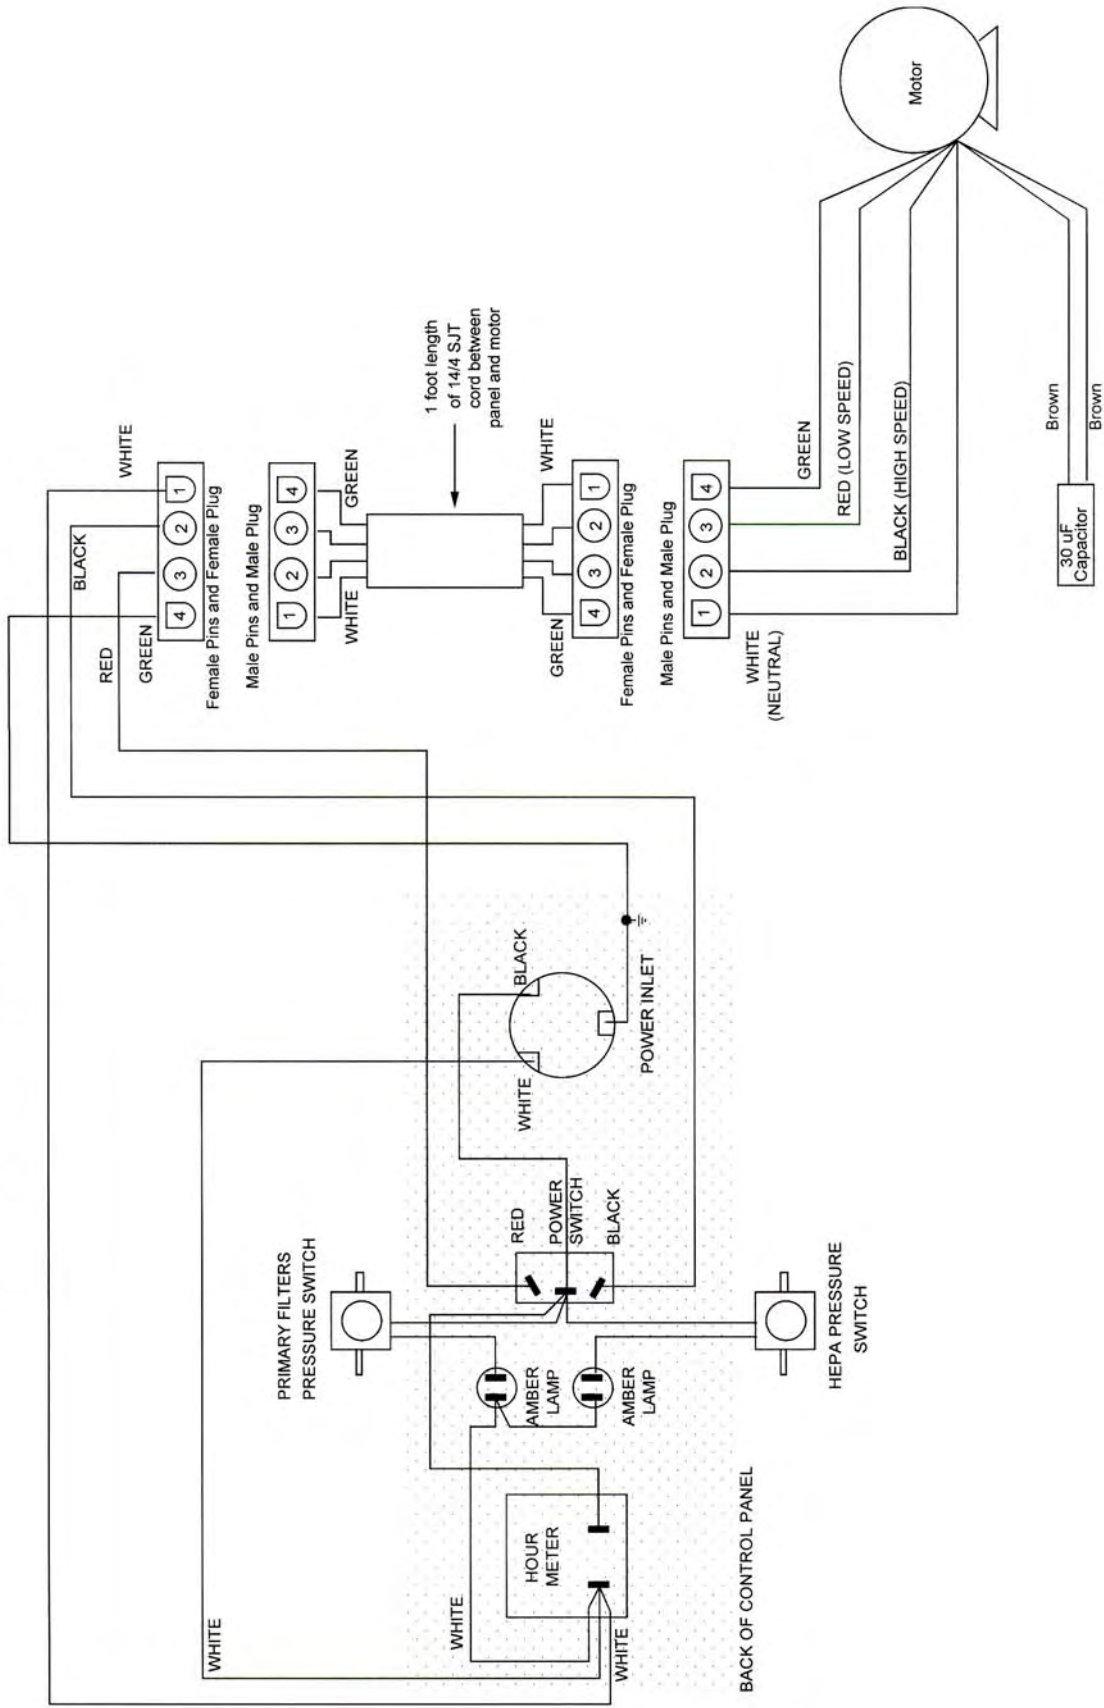 WHITE
PRIMARY FILTERS
PRESSURE SWITCH
RED
BLACK
GREEN
WHITE
4
3
2
1
Female Pins and Female Plug
Male Pins and Male Plug
1
2
3
4
WHITE
GREEN
1 foot length
of 14/4 SJT
cord between
panel and motor
WHITE
HOUR
METER
WHITE
AMBER
LAMP
AMBER
LAMP
RED
POWER
SWITCH
BLACK
WHITE
BLACK
POWER INLET
GREEN
WHITE
4
3
2
1
Female Pins and Female Plug
Male Pins and Male Plug
1
2
3
4
WHITE
(NEUTRAL)
GREEN
RED (LOW SPEED)
BLACK (HIGH SPEED)
Motor
BACK OF CONTROL PANEL
HEPA PRESSURE
SWITCH
Brown
Brown
30 uF
Capacitor